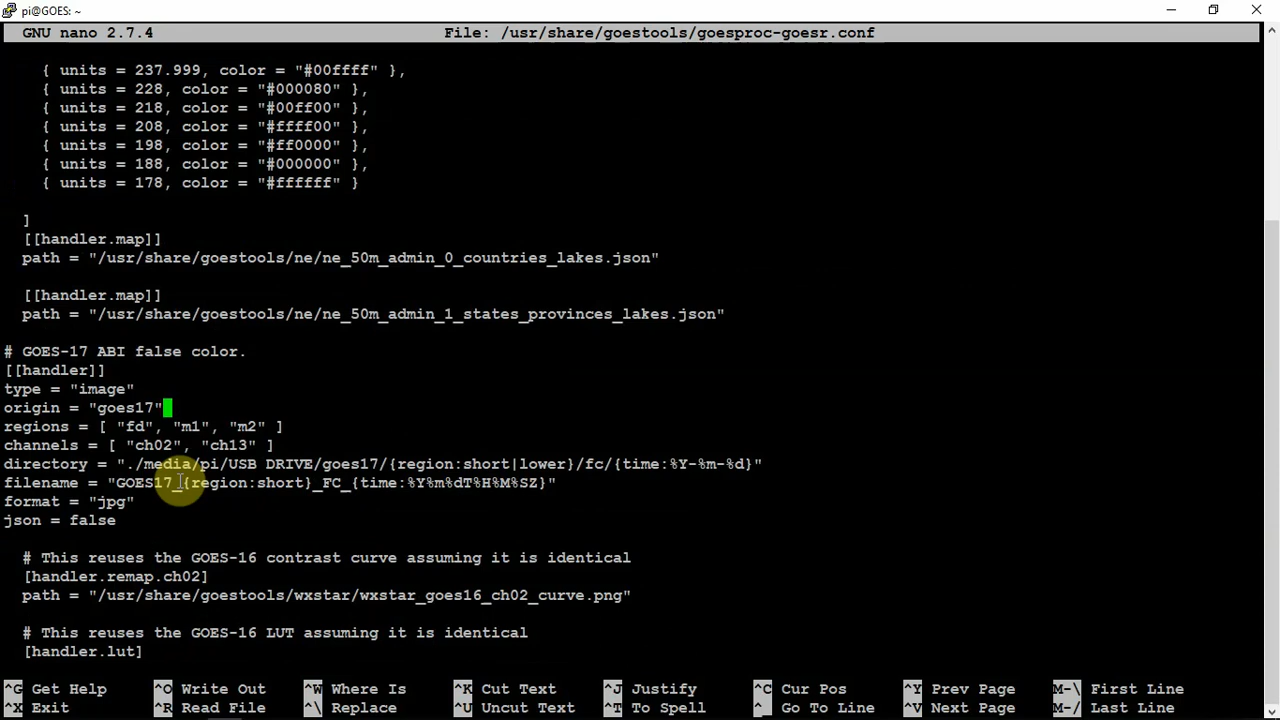 pi@GOES: ~
GNU nano 2.7.4 File: /usr/share/goestools/goesproc-goesr.conf
{ units = 237.999, color = "#00ffff" },
{ units = 228, color = "#000080" },
{ units = 218, color = "#00ff00" },
{ units = 208, color = "#ffff00" },
{ units = 198, color = "#ff0000" },
{ units = 188, color = "#000000" },
{ units = 178, color = "#ffffff" }
]
[[handler.map]]
path = "/usr/share/goestools/ne/ne_50m_admin_0_countries_lakes.json"
[[handler.map]]
path = "/usr/share/goestools/ne/ne_50m_admin_1_states_provinces_lakes.json"
# GOES-17 ABI false color.
[[handler]]
type = "image"
origin = "goes17"
regions = [ "fd", "m1", "m2" ]
channels = [ "ch02", "ch13" ]
directory = "./media/pi/USB DRIVE/goes17/{region:short|lower}/fc/{time:%Y-%m-%d}"
filename = "GOES17_{region:short}_FC_{time:%Y%m%dT%H%M%SZ}"
format = "jpg"
json = false
# This reuses the GOES-16 contrast curve assuming it is identical
[handler.remap.ch02]
path = "/usr/share/goestools/wxstar/wxstar_goes16_ch02_curve.png"
# This reuses the GOES-16 LUT assuming it is identical
[handler.lut]
^G Get Help ^O Write Out ^W Where Is ^K Cut Text ^J Justify ^C Cur Pos ^Y Prev Page M-\ First Line
^X Exit ^R Read File ^\ Replace ^U Uncut Text ^T To Spell ^_ Go To Line ^V Next Page M-/ Last Line